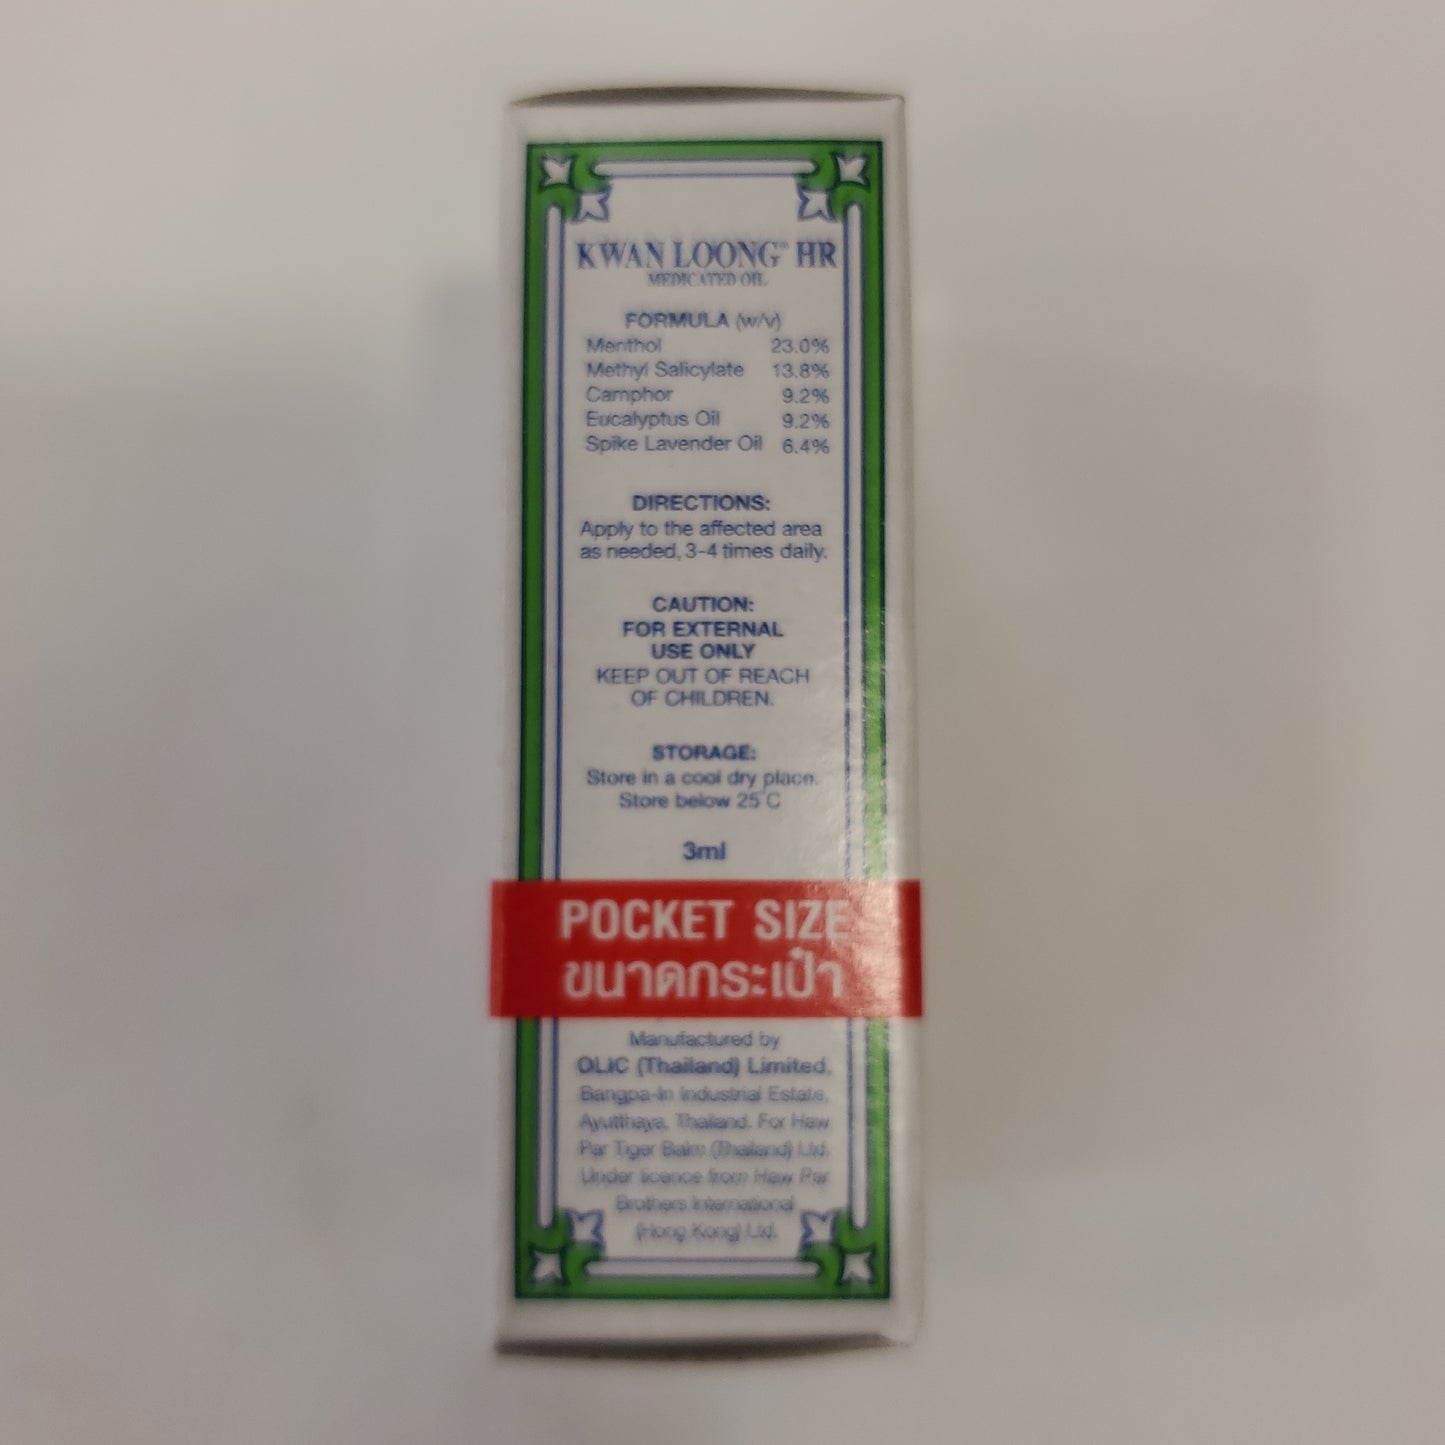 KWAN LOONG® HR
MEDICATED OIL
FORMULA (w/v)
Menthol 23.0%
Methyl Salicylate 13.8%
Camphor 9.2%
Eucalyptus Oil 9.2%
Spike Lavender Oil 6.4%
DIRECTIONS:
Apply to the affected area
as needed, 3-4 times daily.
CAUTION:
FOR EXTERNAL
USE ONLY
KEEP OUT OF REACH
OF CHILDREN.
STORAGE:
Store in a cool dry place.
Store below 25°C
3ml
POCKET SIZE
ขนาดกระเป๋า
Manufactured by
OLIC (Thailand) Limited,
Bangpa-In Industrial Estate,
Ayutthaya, Thailand. For Haw
Par Tiger Balm (Thailand) Ltd.
Under licence from Haw Par
Brothers International
(Hong Kong) Ltd.